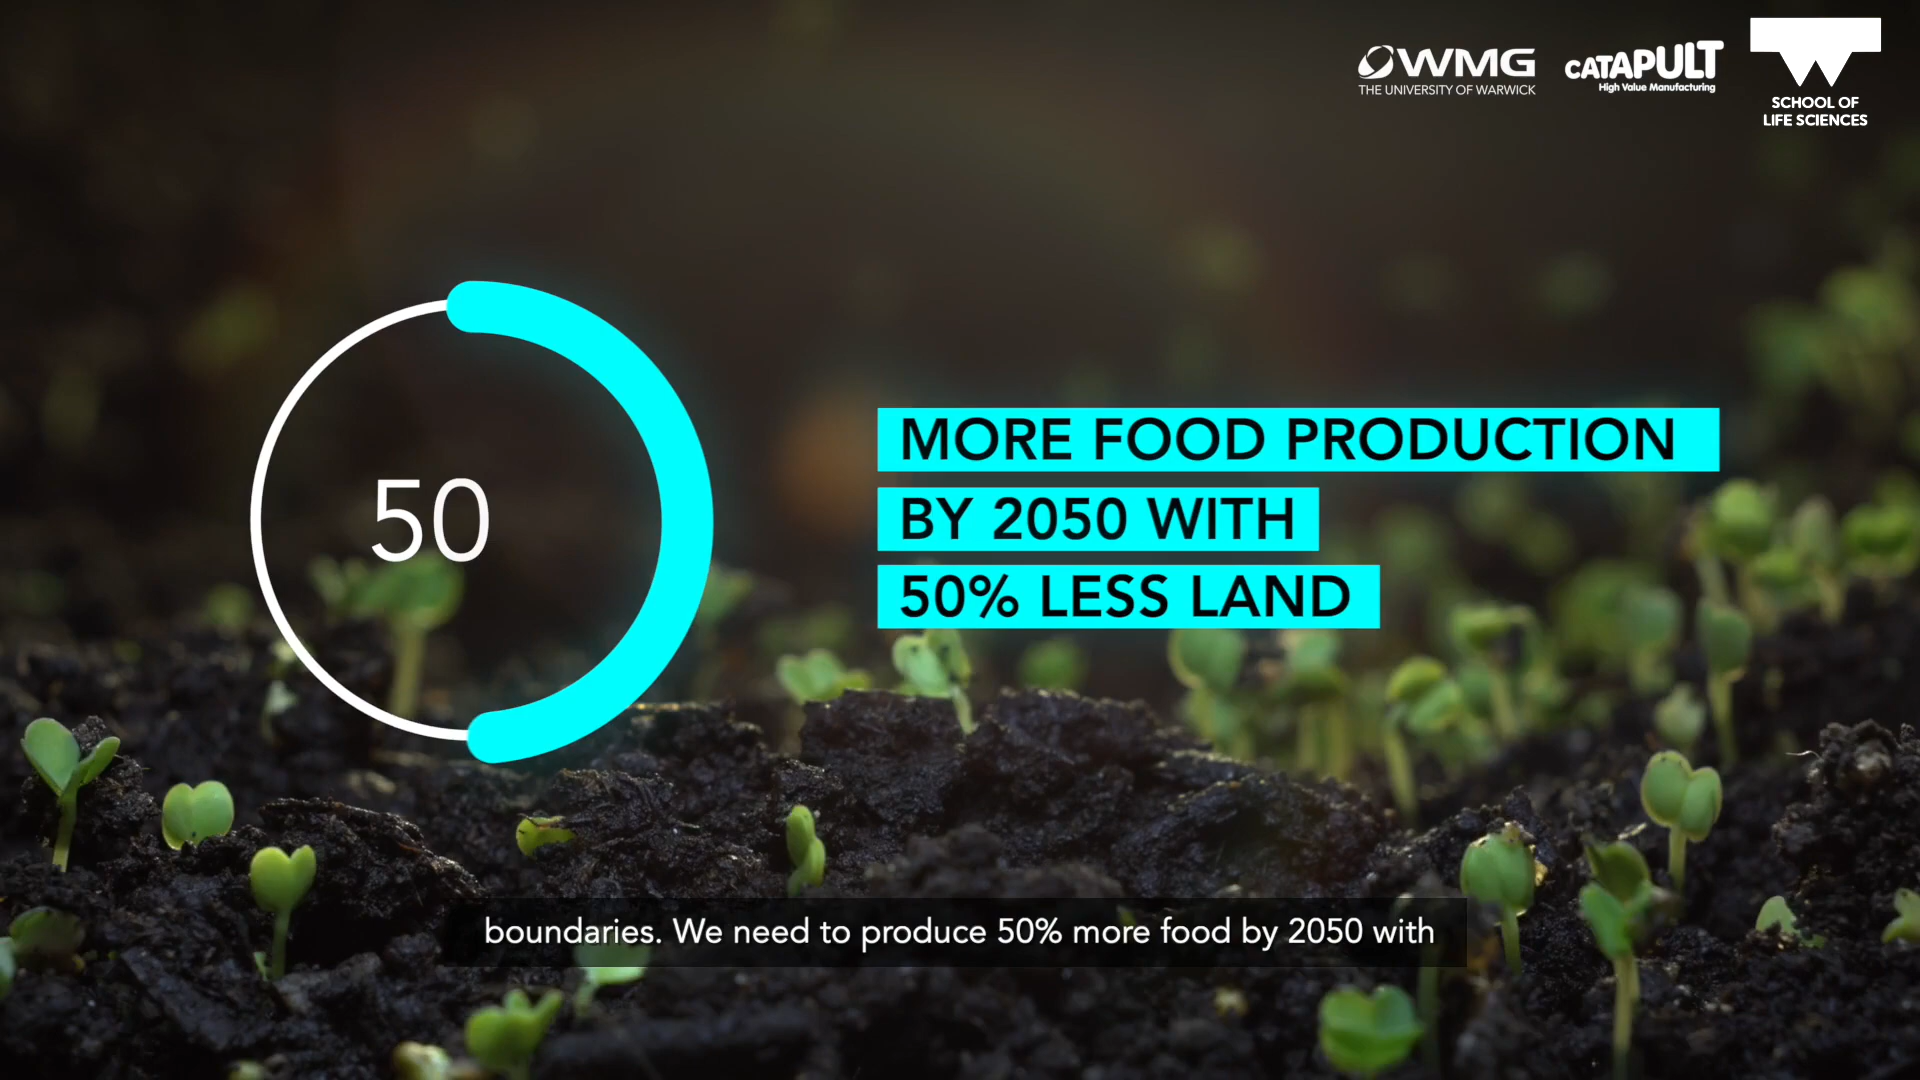 WMG
THE UNIVERSITY OF WARWICK
CATAPULT
High Value Manufacturing
SCHOOL OF
LIFE SCIENCES
50
MORE FOOD PRODUCTION
BY 2050 WITH
50% LESS LAND
boundaries. We need to produce 50% more food by 2050 with